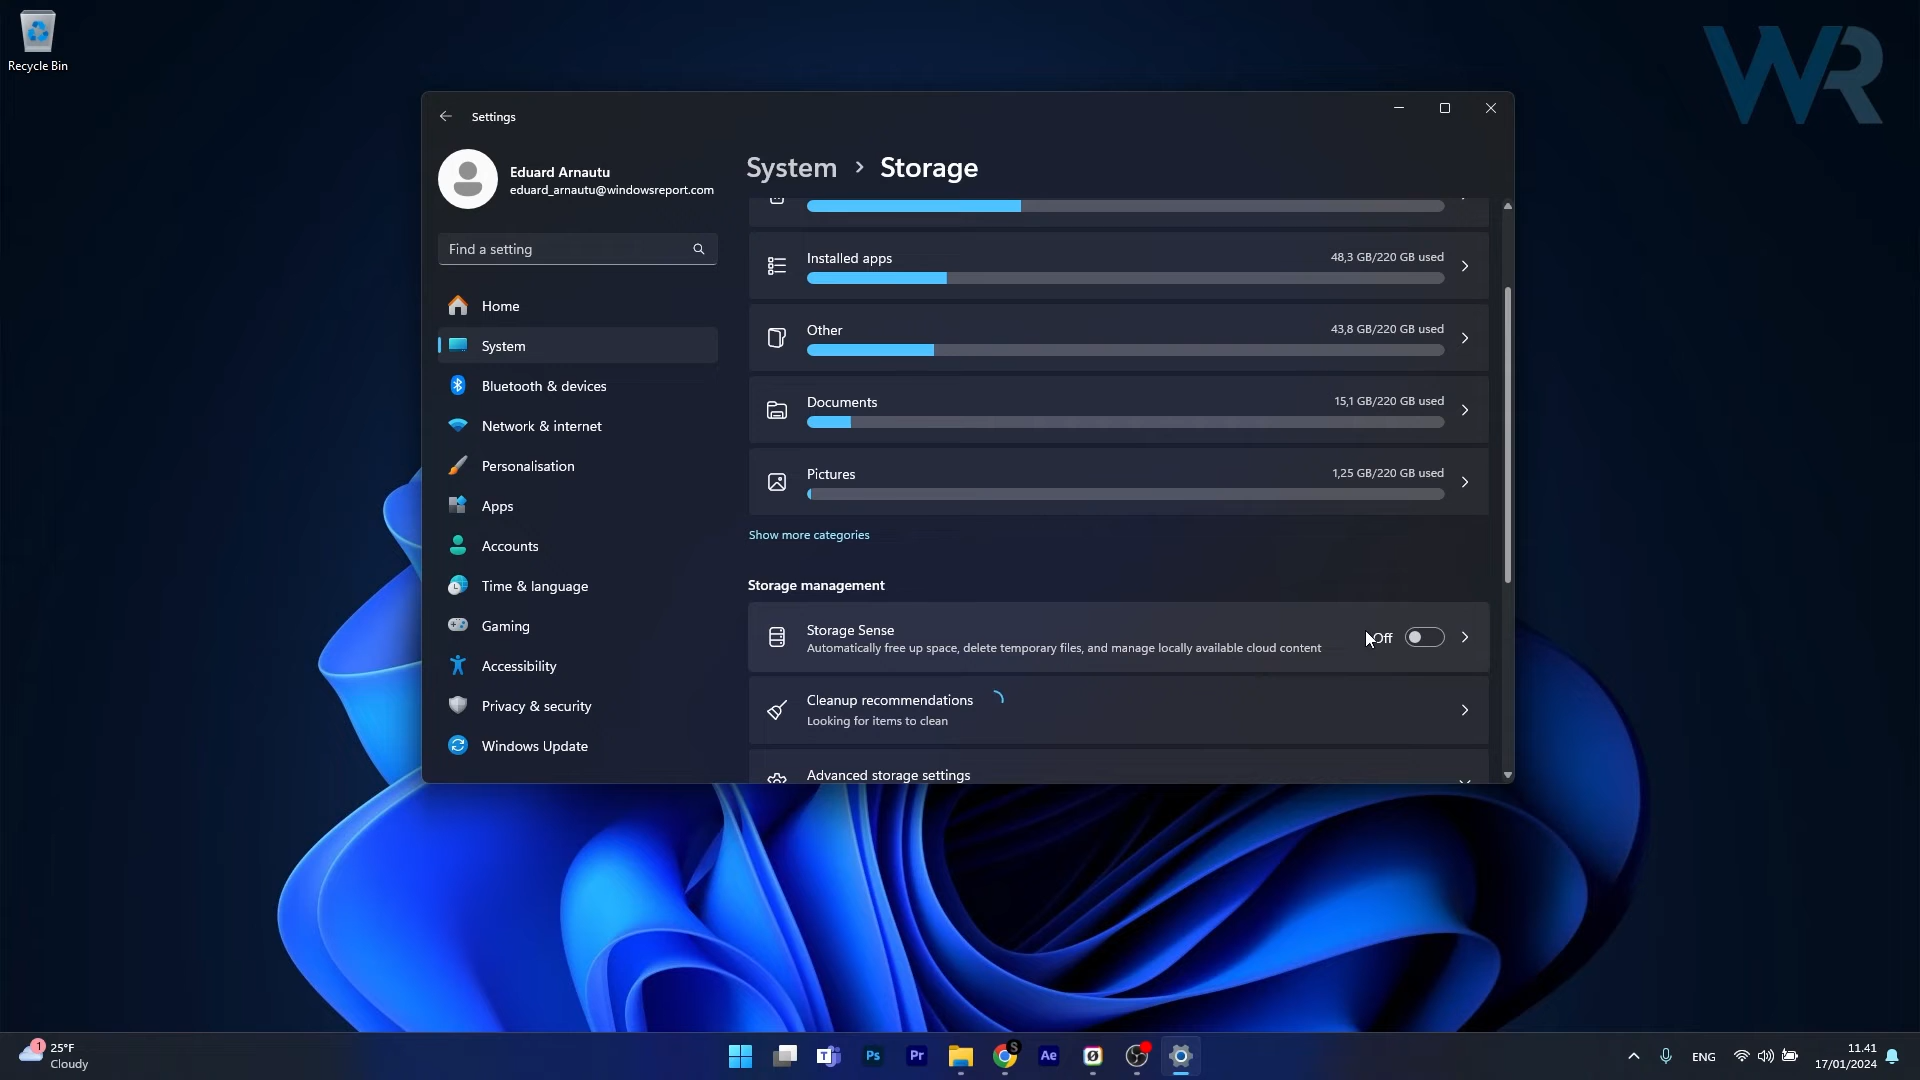 Recycle Bin
WR
Settings
Eduard Arnautu
eduard_arnautu@windowsreport.com
Find a setting
Home
System
Bluetooth & devices
Network & internet
Personalisation
Apps
Accounts
Time & language
Gaming
Accessibility
Privacy & security
Windows Update
System > Storage
Installed apps 48,3 GB/220 GB used
Other 43,8 GB/220 GB used
Documents 15,1 GB/220 GB used
Pictures 1,25 GB/220 GB used
Show more categories
Storage management
Storage Sense
Automatically free up space, delete temporary files, and manage locally available cloud content
Off
Cleanup recommendations
Looking for items to clean
Advanced storage settings
1
25°F
Cloudy
T
Ps
Pr
S
Ae
ENG
11.41
17/01/2024